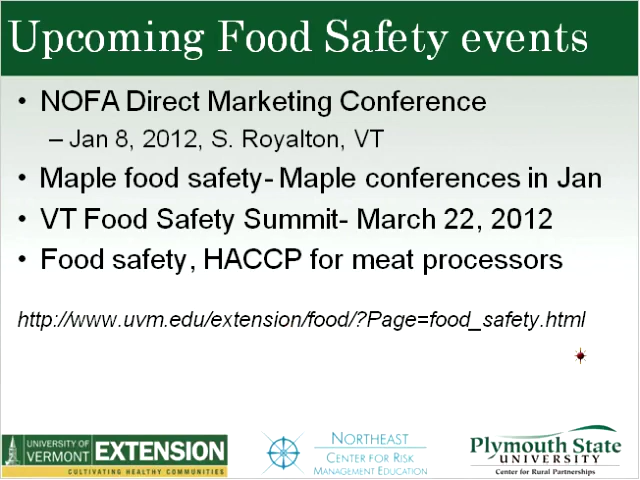 Upcoming Food Safety events
• NOFA Direct Marketing Conference
– Jan 8, 2012, S. Royalton, VT
• Maple food safety- Maple conferences in Jan
• VT Food Safety Summit- March 22, 2012
• Food safety, HACCP for meat processors
http://www.uvm.edu/extension/food/?Page=food_safety.html
UNIVERSITY OF
VERMONT
EXTENSION
CULTIVATING HEALTHY COMMUNITIES
NORTHEAST
CENTER FOR RISK
MANAGEMENT EDUCATION
Plymouth State
UNIVERSITY
Center for Rural Partnerships